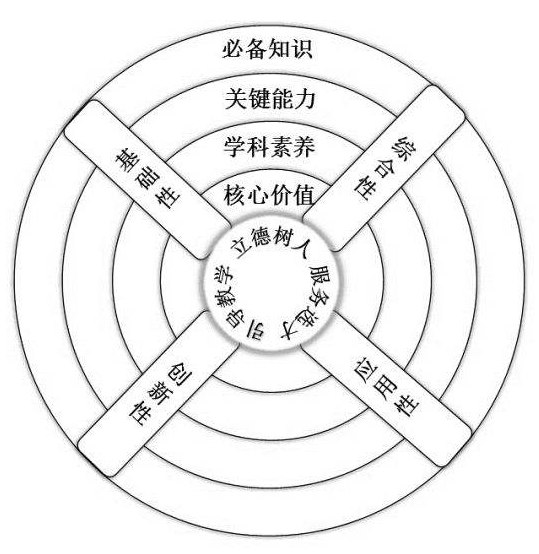 必备知识
关键能力
学科素养
核心价值
基础性
综合性
立德树人
服务选才
引导教学
创新性
应用性